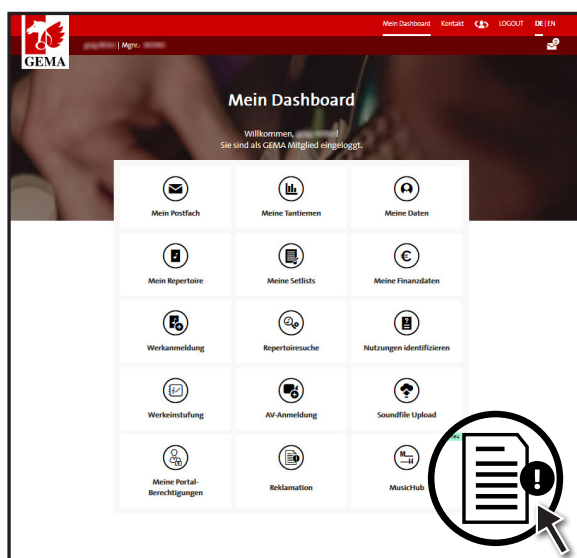 Mein Dashboard Kontakt LOGOUT DE | EN
| Mgnr.:
GEMA
Mein Dashboard
Willkommen, !
Sie sind als GEMA Mitglied eingeloggt.
Mein Postfach Meine Tantiemen Meine Daten
Mein Repertoire Meine Setlists Meine Finanzdaten
Werkanmeldung Repertoiresuche Nutzungen identifizieren
Werkeinstufung AV-Anmeldung Soundfile Upload
Meine Portal-
Berechtigungen Reklamation MusicHub